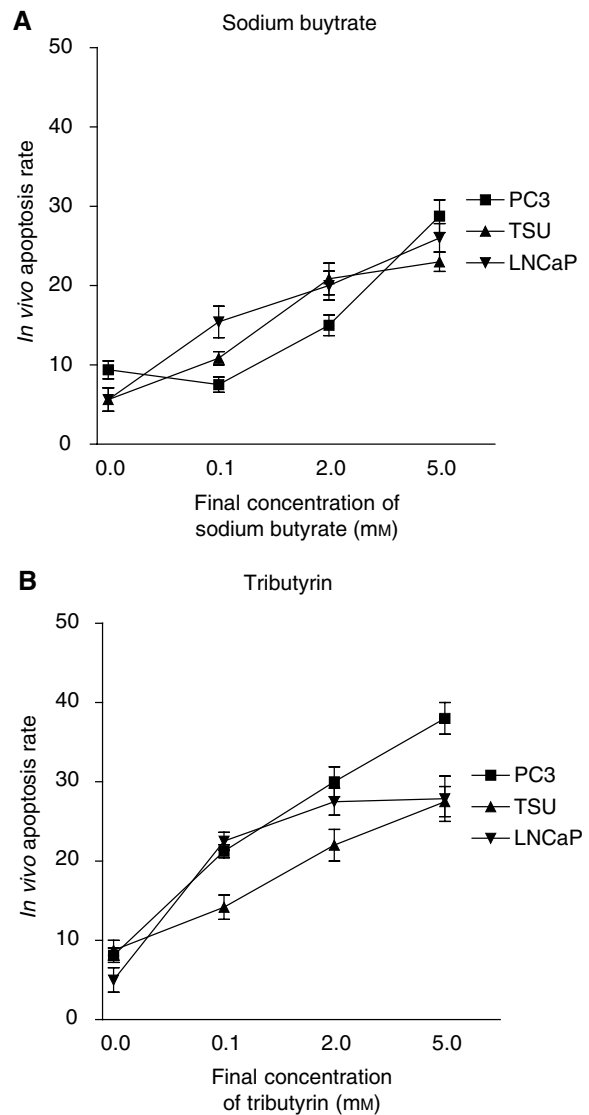 A
Sodium buytrate
50
40
30
20
10
0
In vivo apoptosis rate
PC3
TSU
LNCaP
0.0 0.1 2.0 5.0
Final concentration of
sodium butyrate (mM)
B
Tributyrin
50
40
30
20
10
0
In vivo apoptosis rate
PC3
TSU
LNCaP
0.0 0.1 2.0 5.0
Final concentration
of tributyrin (mM)